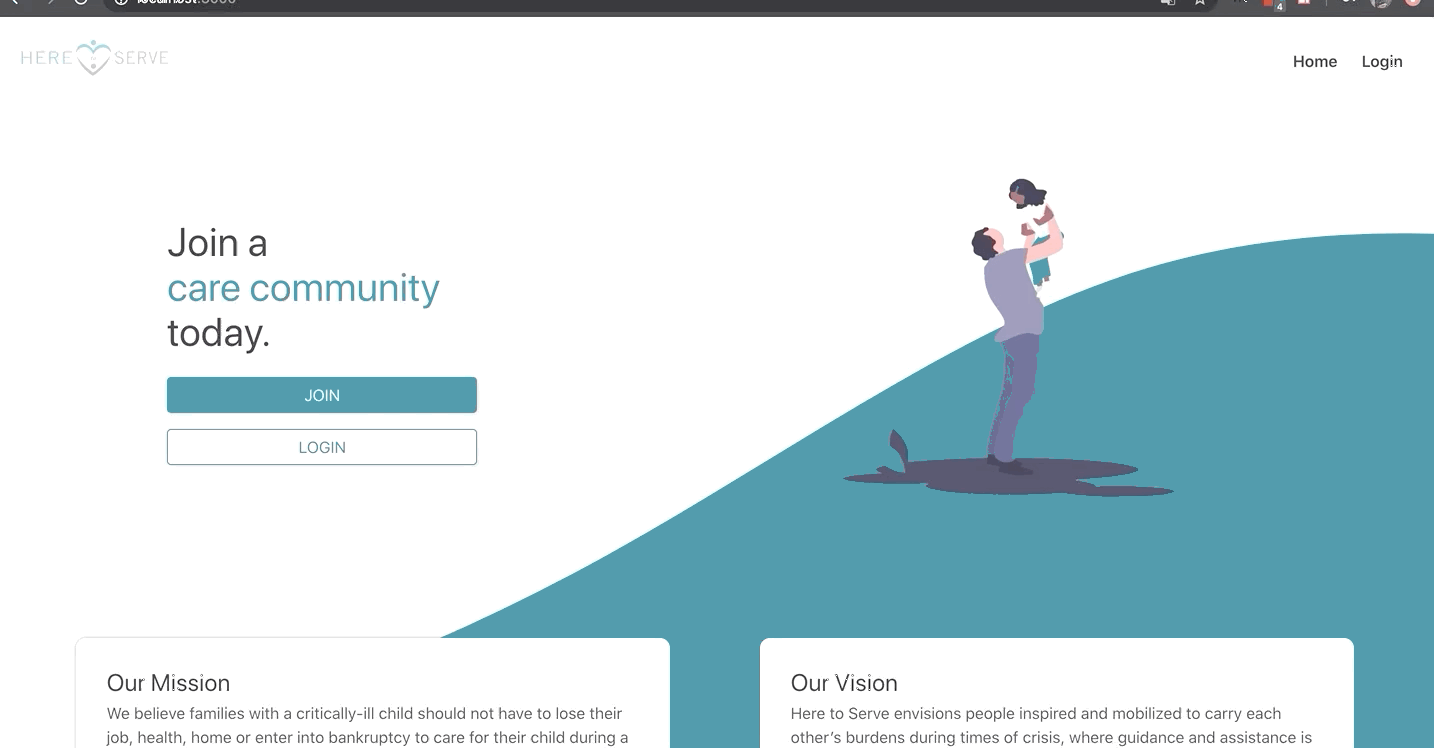 HERE SERVE
Home Login
Join a
care community
today.
JOIN
LOGIN
Our Mission
We believe families with a critically-ill child should not have to lose their
job, health, home or enter into bankruptcy to care for their child during a
Our Vision
Here to Serve envisions people inspired and mobilized to carry each
other’s burdens during times of crisis, where guidance and assistance is